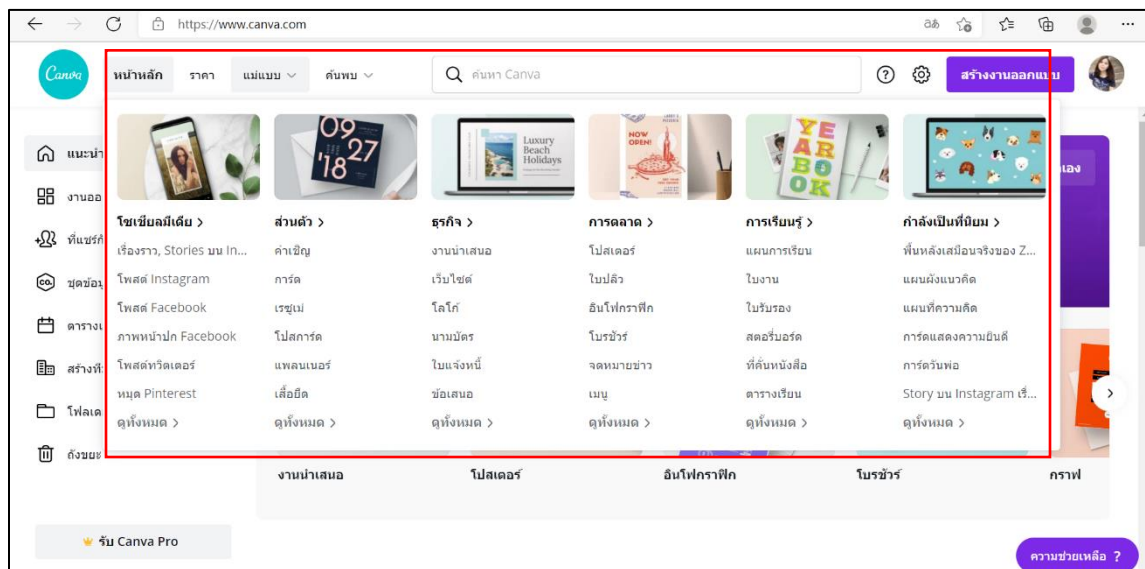 https://www.canva.com
Canva
หน้าหลัก ราคา แม่แบบ ค้นพบ ค้นหา Canva สร้างงานออกแบบ
09
27
'18
Luxury
Beach
Holidays
NOW
OPEN!
YEARBOOK
แนะนำ
งานออ
ที่แชร์กั
ชุดข้อมู
ตารางเ
สร้างที
โฟลเด
ถังขยะ
โซเชียลมีเดีย >
เรื่องราว, Stories บน In...
โพสต์ Instagram
โพสต์ Facebook
ภาพหน้าปก Facebook
โพสต์ทวิตเตอร์
หมุด Pinterest
ดูทั้งหมด >
ส่วนตัว >
คำเชิญ
การ์ด
เรซูเม่
โปสการ์ด
แพลนเนอร์
เสื้อยืด
ดูทั้งหมด >
ธุรกิจ >
งานนำเสนอ
เว็บไซต์
โลโก้
นามบัตร
ใบแจ้งหนี้
ข้อเสนอ
ดูทั้งหมด >
การตลาด >
โปสเตอร์
ใบปลิว
อินโฟกราฟิก
โบรชัวร์
จดหมายข่าว
เมนู
ดูทั้งหมด >
การเรียนรู้ >
แผนการเรียน
ใบงาน
ใบรับรอง
สตอรี่บอร์ด
ที่คั่นหนังสือ
ตารางเรียน
ดูทั้งหมด >
กำลังเป็นที่นิยม >
พื้นหลังเสมือนจริงของ Z...
แผนผังแนวคิด
แผนที่ความคิด
การ์ดแสดงความยินดี
การ์ดวันพ่อ
Story บน Instagram เรื่...
ดูทั้งหมด >
งานนำเสนอ โปสเตอร์ อินโฟกราฟิก โบรชัวร์ กราฟ
รับ Canva Pro
ความช่วยเหลือ ?